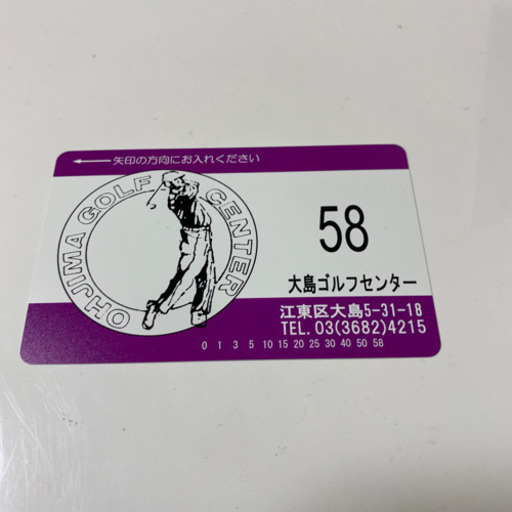 ←矢印の方向にお入れください
OHJIMA GOLF CENTER
58
大島ゴルフセンター
江東区大島5-31-18
TEL. 03(3682)4215
0 1 3 5 10 15 20 25 30 40 50 58